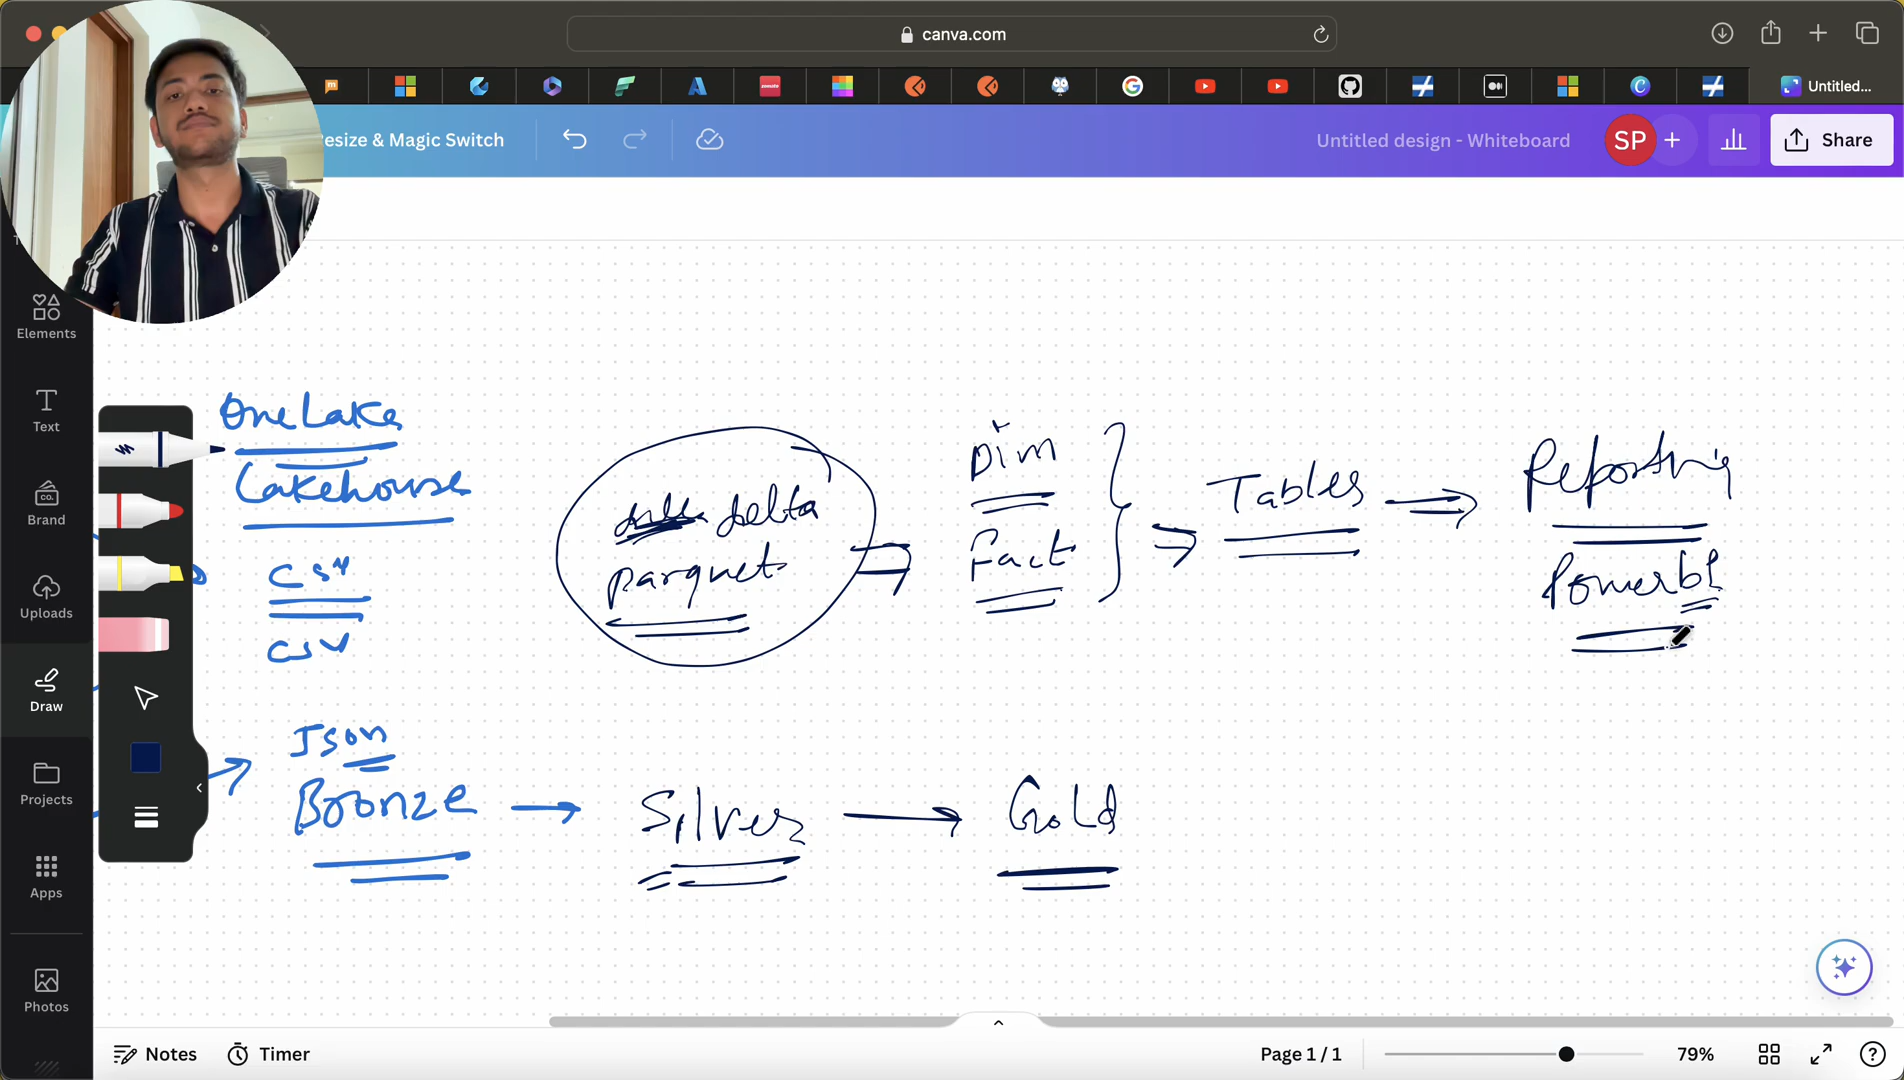 canva.com
Untitled...
esize & Magic Switch
Untitled design - Whiteboard
SP
Share
Elements
Text
Brand
Uploads
Draw
Projects
Apps
Photos
OneLake
Lakehouse
CSV
CSV
Json
Bronze
Silver
Gold
delta
parquet
Dim
Fact
Tables
Reporting
PowerbI
Notes
Timer
Page 1 / 1
79%